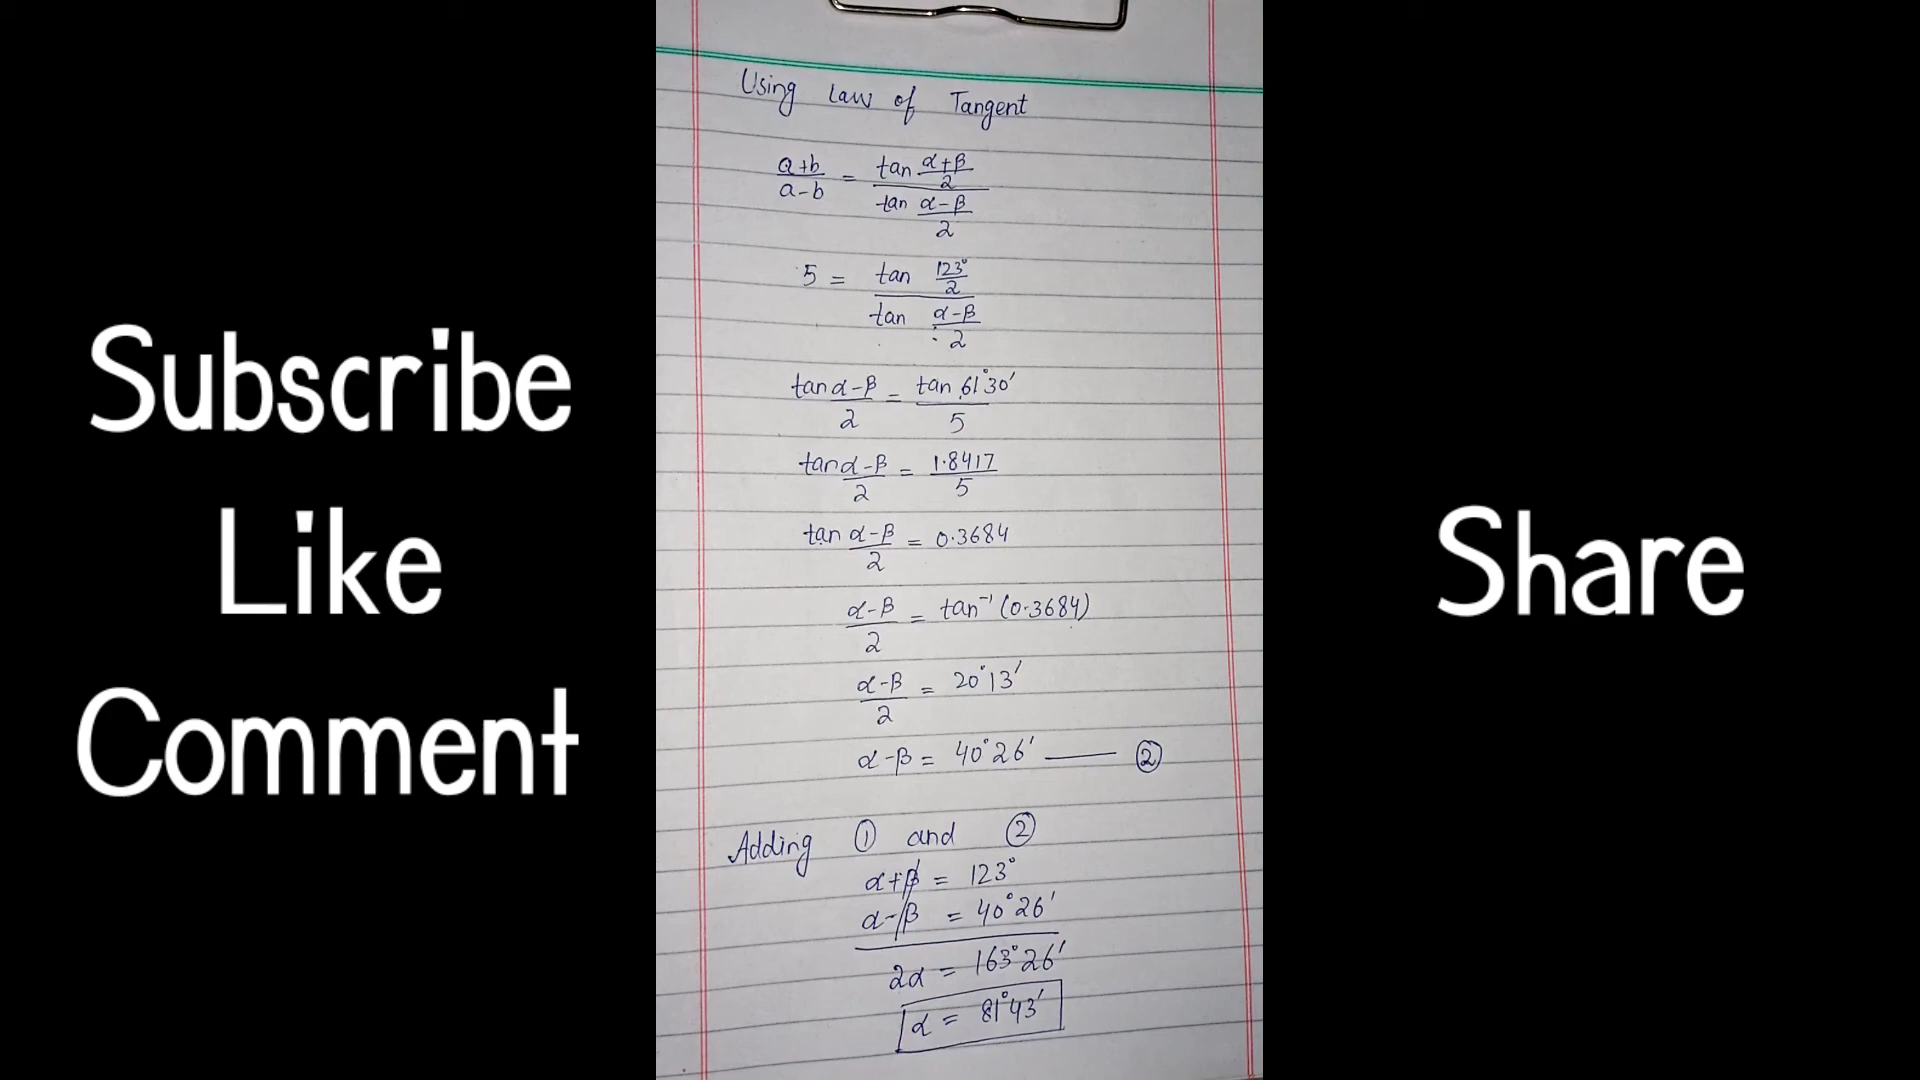 Subscribe
Like
Comment
Using Law of Tangent
a+b/a-b = tan α+β/2 / tan α-β/2
5 = tan 123°/2 / tan α-β/2
tan α-β/2 = tan 61°30′/5
tan α-β/2 = 1.8417/5
tan α-β/2 = 0.3684
α-β/2 = tan⁻¹ (0.3684)
α-β/2 = 20°13′
α-β = 40°26′ —— ②
Adding ① and ②
α+β = 123°
α-β = 40°26′
2α = 163°26′
α = 81°43′
Share